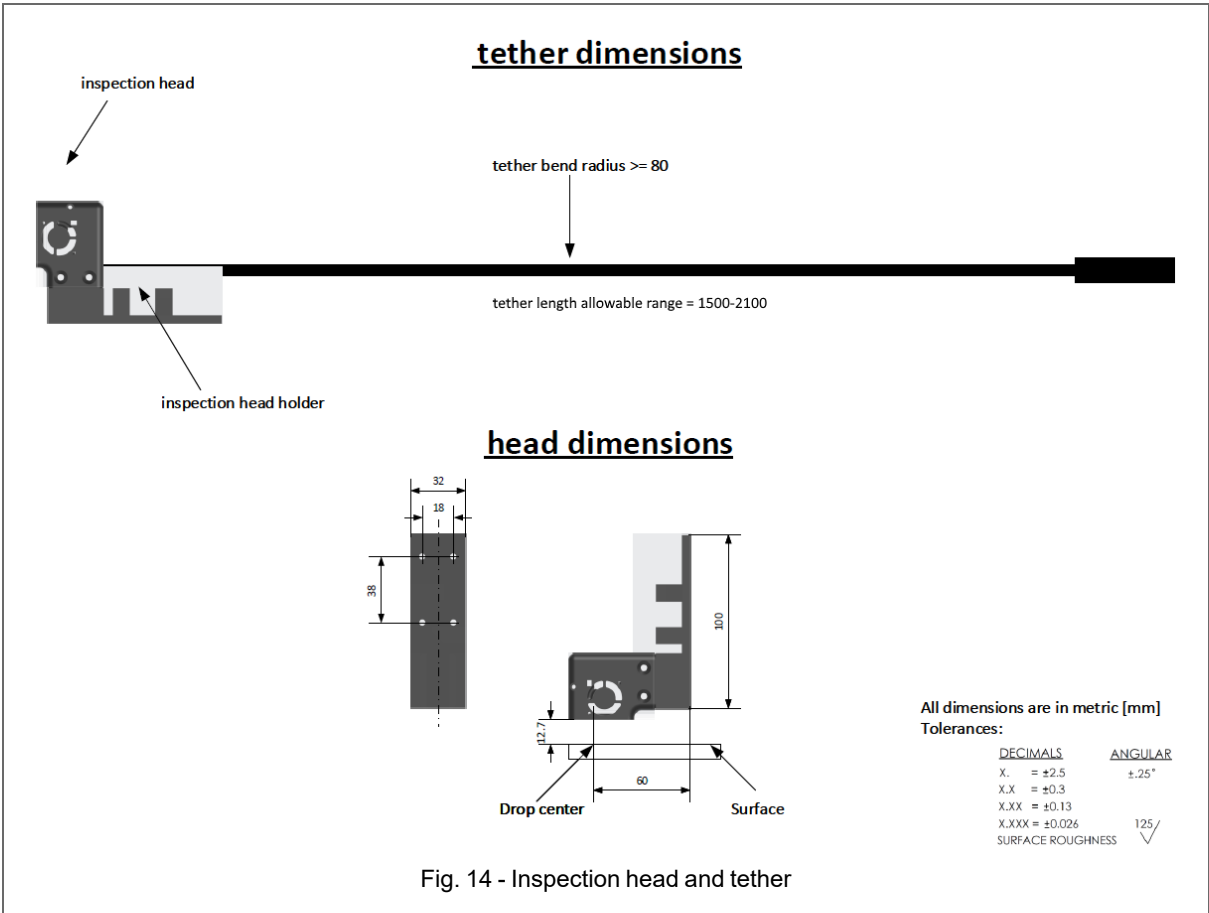 tether dimensions
inspection head
tether bend radius >= 80
tether length allowable range = 1500-2100
inspection head holder
head dimensions
32
18
38
100
12.7
60
Drop center
Surface
All dimensions are in metric [mm]
Tolerances:
DECIMALS ANGULAR
X. = ±2.5 ±.25°
X.X = ±0.3
X.XX = ±0.13
X.XXX = ±0.026 125/
SURFACE ROUGHNESS
Fig. 14 - Inspection head and tether